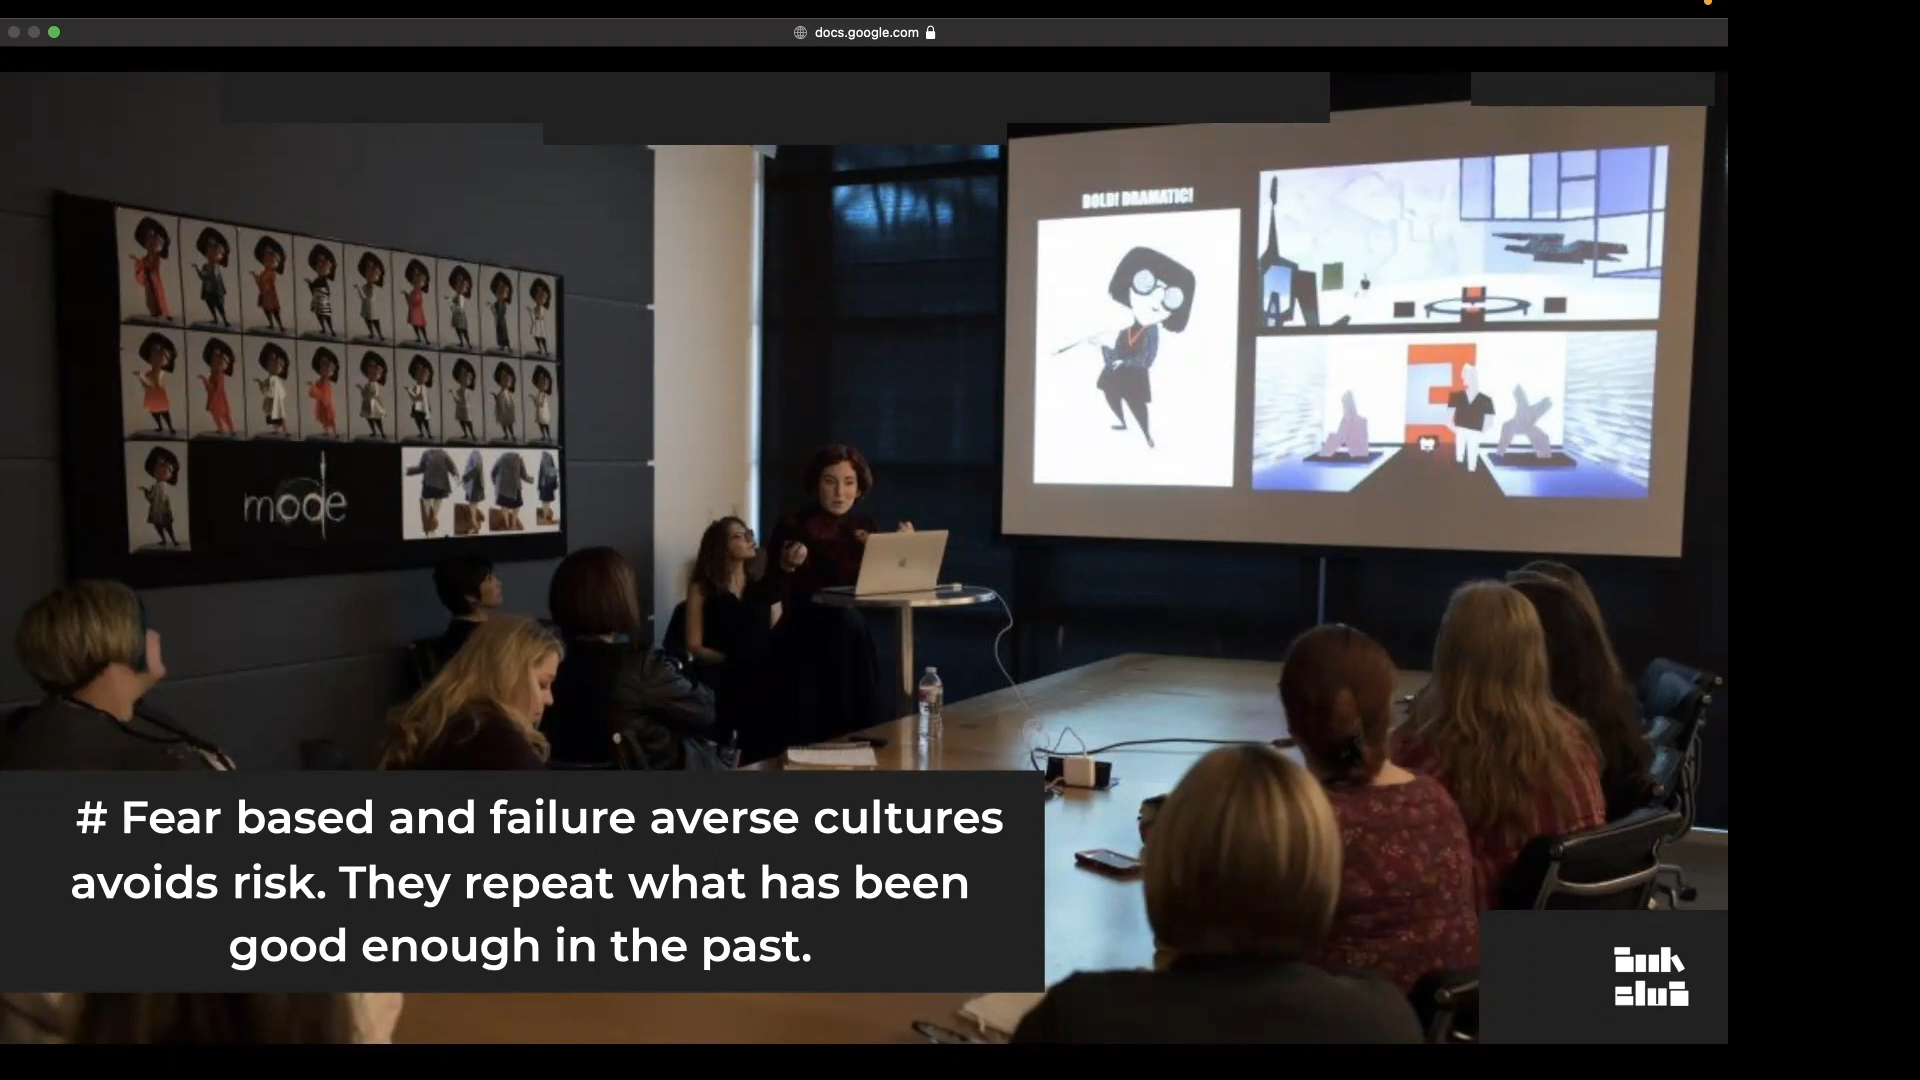 docs.google.com
BOLD! DRAMATIC!
mode
# Fear based and failure averse cultures
avoids risk. They repeat what has been
good enough in the past.
book
club